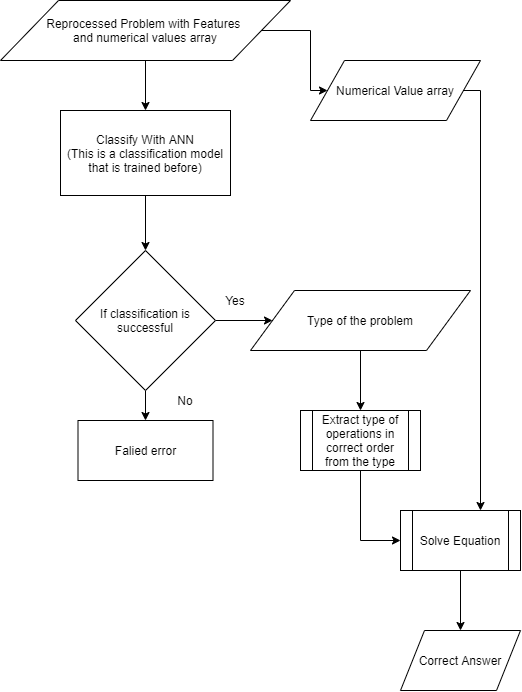 Reprocessed Problem with Features
and numerical values array
Numerical Value array
Classify With ANN
(This is a classification model
that is trained before)
If classification is
successful
Yes
Type of the problem
No
Falied error
Extract type of
operations in
correct order
from the type
Solve Equation
Correct Answer